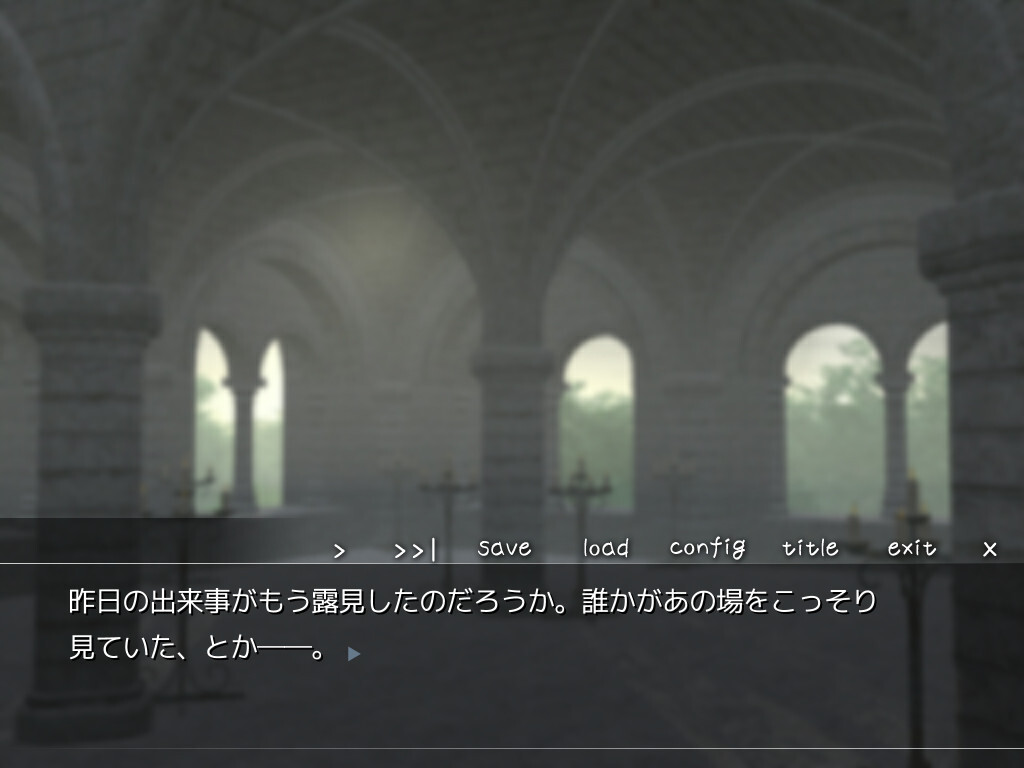 > >>| save load config title exit x
昨日の出来事がもう露見したのだろうか。誰かがあの場をこっそり
見ていた、とか――。